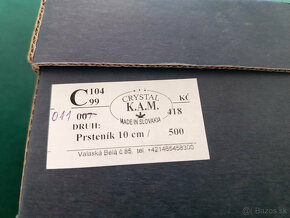 C 104
99
CRYSTAL
K.A.M.
MADE IN SLOVAKIA
Kč
011 007 418
DRUH:
Prsteník 10 cm / 500
Valaská Belá č 85, tel. +421465458300
bazos.sk